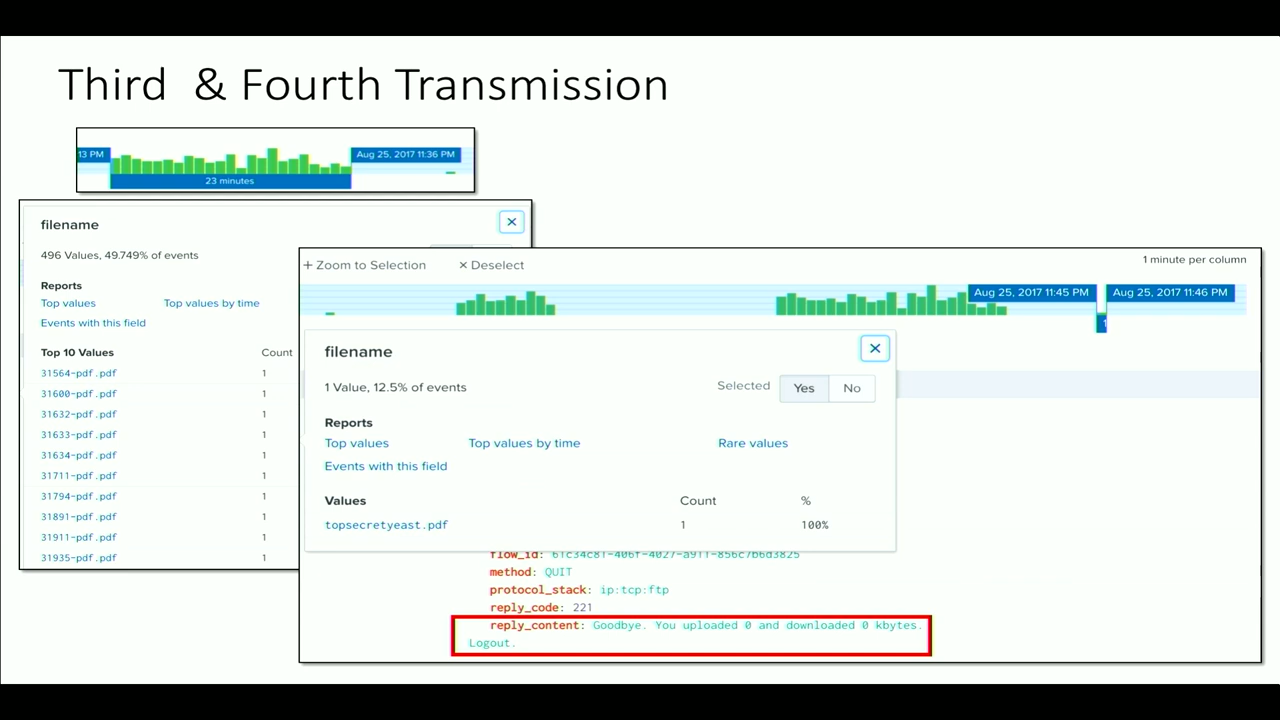 Third & Fourth Transmission
13 PM
Aug 25, 2017 11:36 PM
23 minutes
filename
496 Values, 49.749% of events
Reports
Top values Top values by time
Events with this field
Top 10 Values Count
31564-pdf.pdf 1
31600-pdf.pdf 1
31632-pdf.pdf 1
31633-pdf.pdf 1
31634-pdf.pdf 1
31711-pdf.pdf 1
31794-pdf.pdf 1
31891-pdf.pdf 1
31911-pdf.pdf 1
31935-pdf.pdf 1
+ Zoom to Selection × Deselect
1 minute per column
Aug 25, 2017 11:45 PM Aug 25, 2017 11:46 PM
1
filename
1 Value, 12.5% of events
Selected Yes No
Reports
Top values Top values by time Rare values
Events with this field
Values Count %
topsecretyeast.pdf 1 100%
flow_id: 61c34c81-406f-4027-a911-856c7b6d3825
method: QUIT
protocol_stack: ip:tcp:ftp
reply_code: 221
reply_content: Goodbye. You uploaded 0 and downloaded 0 kbytes.
Logout.